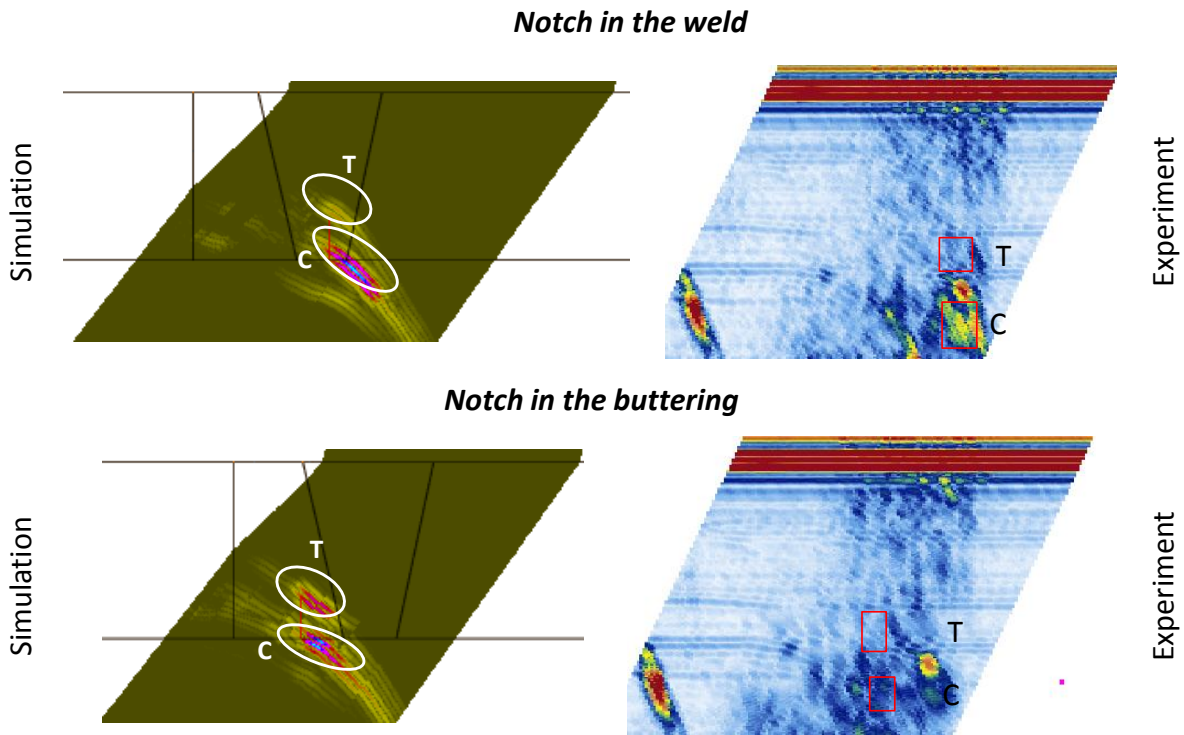 Notch in the weld
Simulation
T
C
T
C
Experiment
Notch in the buttering
Simulation
T
C
T
C
Experiment